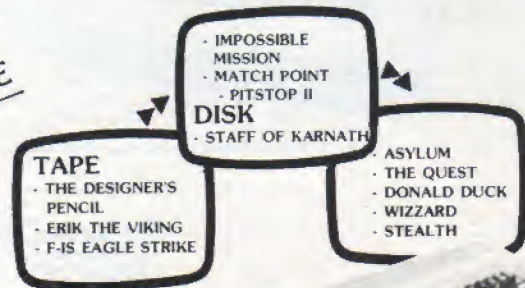 TAPE
· THE DESIGNER'S
PENCIL
· ERIK THE VIKING
· F-IS EAGLE STRIKE
· IMPOSSIBLE
MISSION
· MATCH POINT
· PITSTOP II
DISK
· STAFF OF KARNATH
· ASYLUM
· THE QUEST
· DONALD DUCK
· WIZZARD
· STEALTH